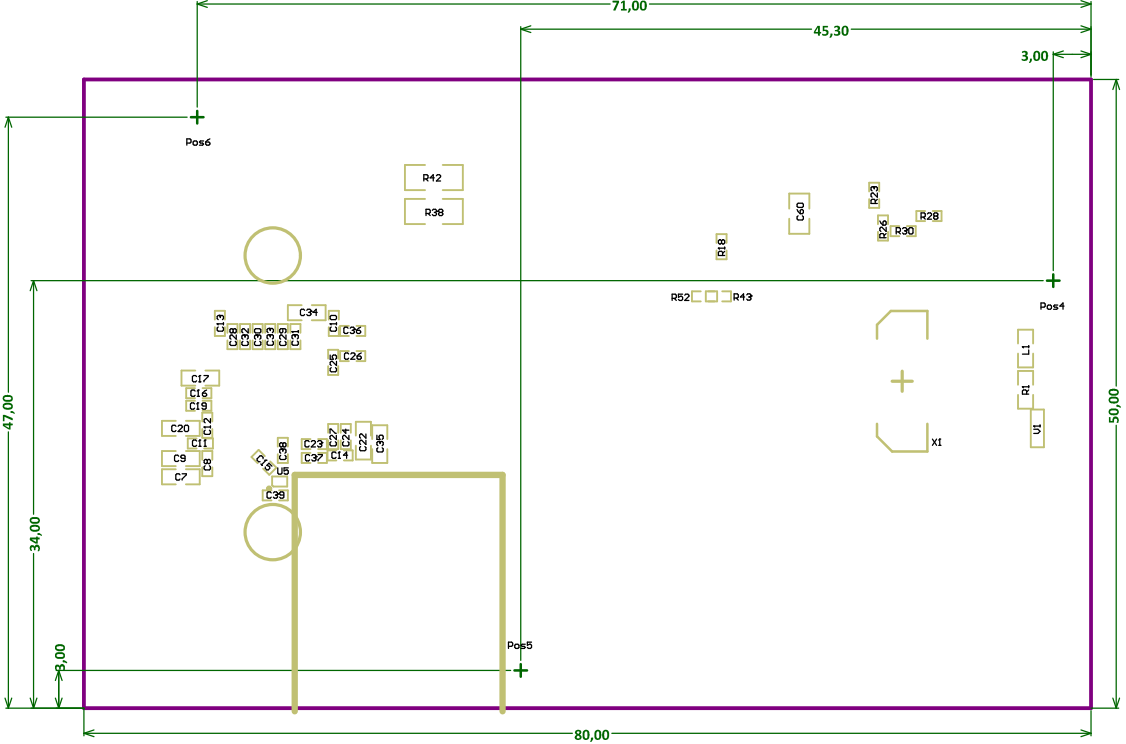 71,00
45,30
3,00
Pos6
R42
R38
C60
R23
R28
R26
R30
R18
R52
R43
Pos4
C34
C13
C28
C32
C30
C33
C29
C31
C10
C36
C25
C26
L1
R1
V1
X1
C17
C16
C19
C20
C12
C11
C9
C8
C7
C38
C15
U5
C39
C23
C37
C27
C24
C14
C22
C35
47,00
34,00
50,00
3,00
Pos5
80,00